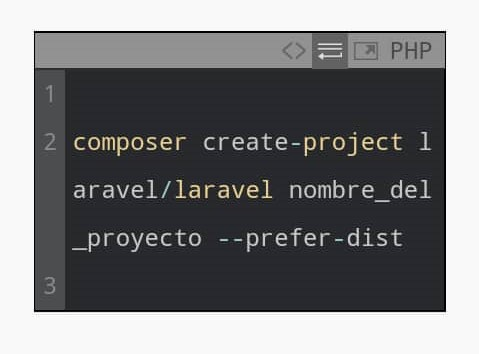 PHP
1
2 composer create-project l
aravel/laravel nombre_del
_proyecto --prefer-dist
3